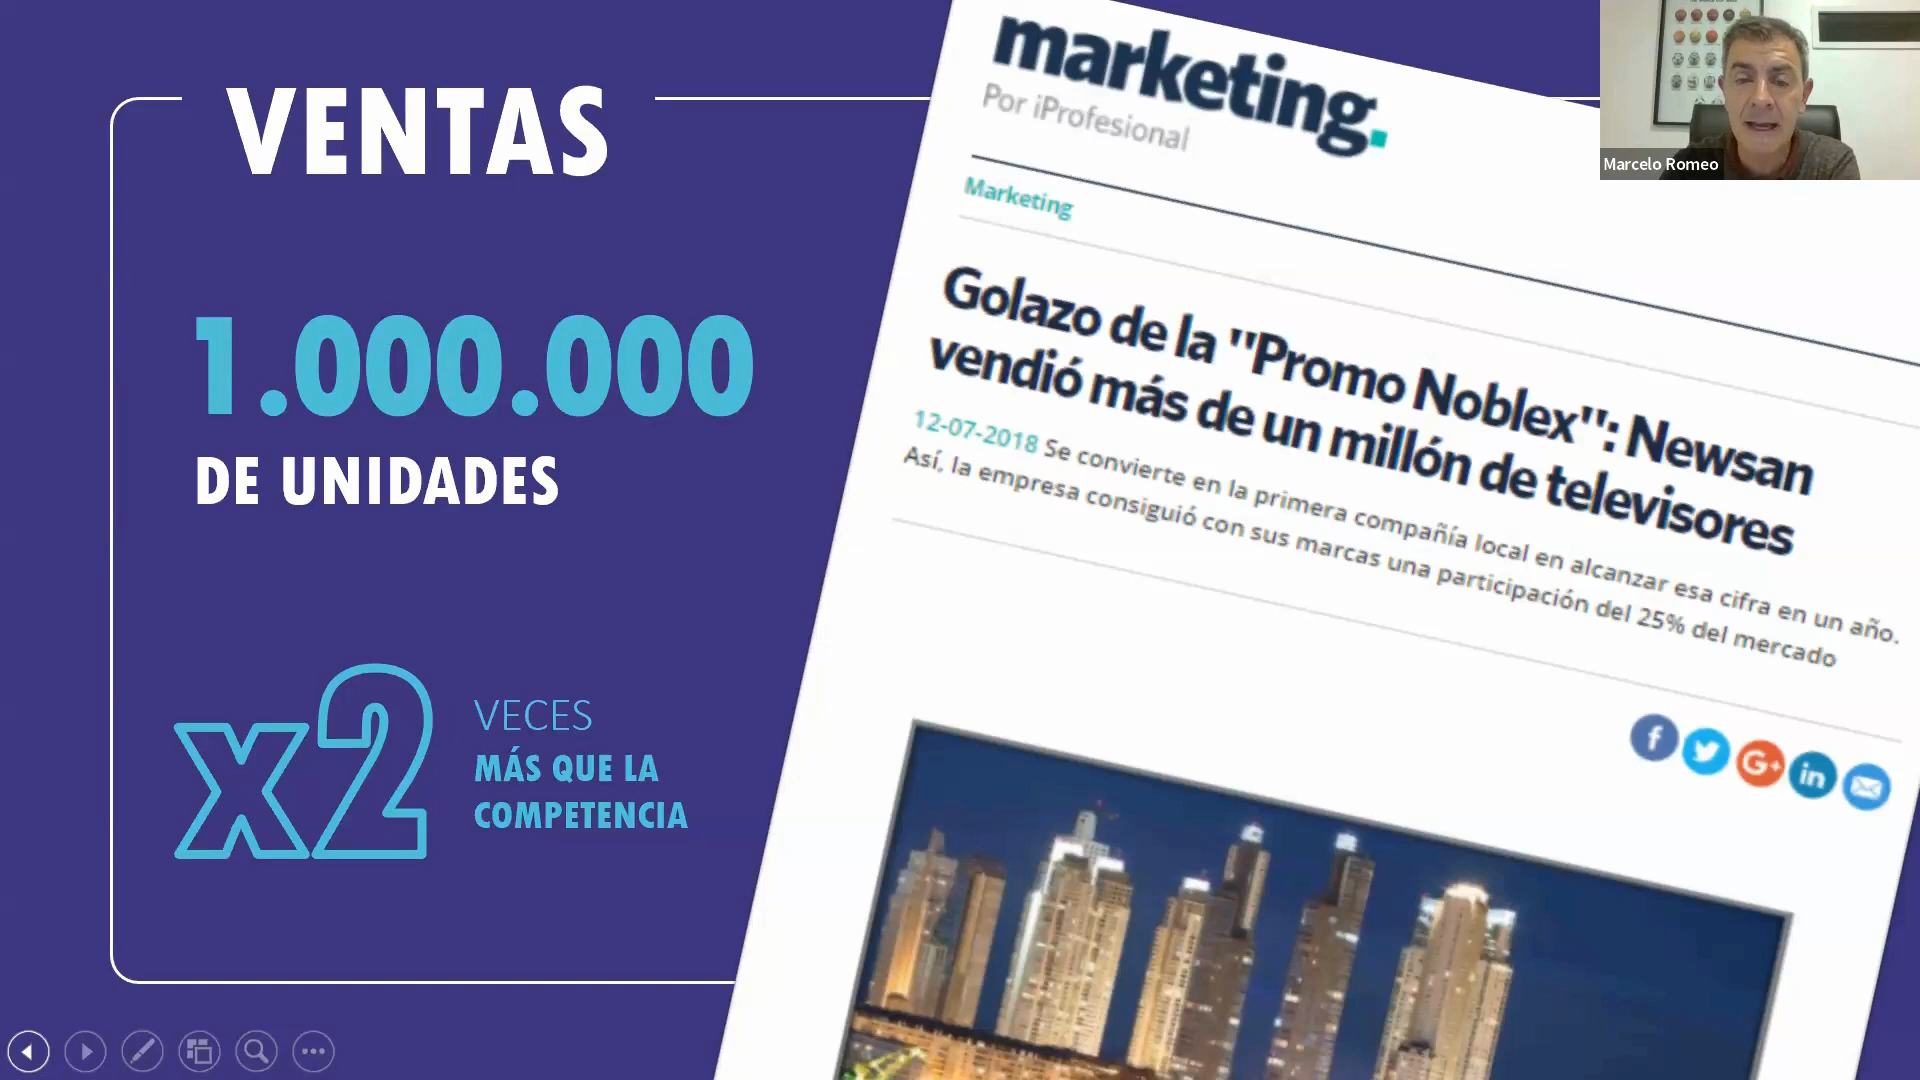 VENTAS
1.000.000
DE UNIDADES
x2
VECES
MÁS QUE LA
COMPETENCIA
marketing.
Por iProfesional
Marketing
Golazo de la "Promo Noblex": Newsan
vendió más de un millón de televisores
12-07-2018 Se convierte en la primera compañía local en alcanzar esa cifra en un año.
Así, la empresa consiguió con sus marcas una participación del 25% del mercado
f
G+
in
Marcelo Romeo